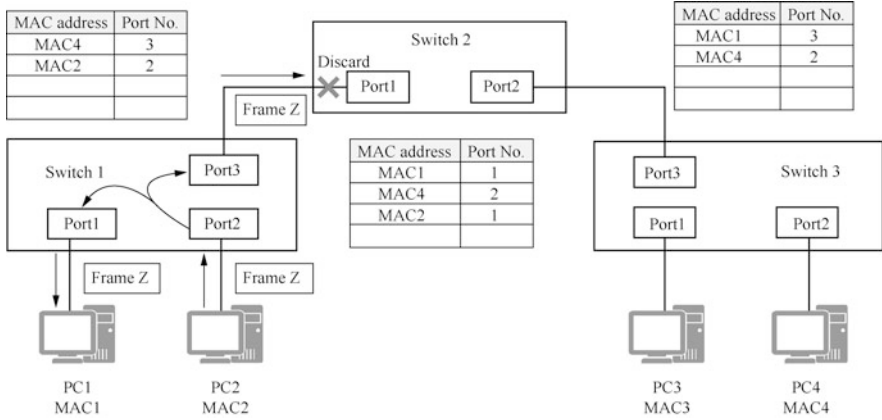 MAC address Port No.
MAC4 3
MAC2 2
Switch 2
Discard
Port1
Port2
MAC address Port No.
MAC1 3
MAC4 2
Frame Z
Switch 1
Port3
Port1
Port2
MAC address Port No.
MAC1 1
MAC4 2
MAC2 1
Port3
Switch 3
Port1
Port2
Frame Z
Frame Z
PC1
MAC1
PC2
MAC2
PC3
MAC3
PC4
MAC4